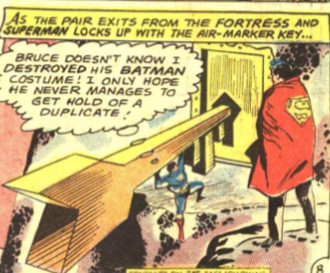 AS THE PAIR EXITS FROM THE FORTRESS AND
SUPERMAN LOCKS UP WITH THE AIR-MARKER KEY...
BRUCE DOESN'T KNOW I
DESTROYED HIS BATMAN
COSTUME! I ONLY HOPE
HE NEVER MANAGES TO
GET HOLD OF A
DUPLICATE!
S
8